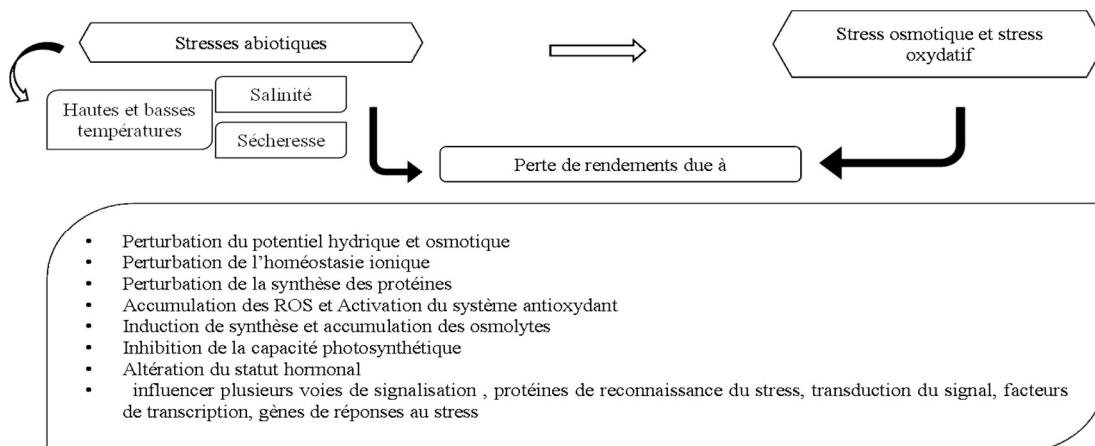 Stresses abiotiques
Stress osmotique et stress
oxydatif
Hautes et basses
températures
Salinité
Sécheresse
Perte de rendements due à
• Perturbation du potentiel hydrique et osmotique
• Perturbation de l’homéostasie ionique
• Perturbation de la synthèse des protéines
• Accumulation des ROS et Activation du système antioxydant
• Induction de synthèse et accumulation des osmolytes
• Inhibition de la capacité photosynthétique
• Altération du statut hormonal
• influencer plusieurs voies de signalisation , protéines de reconnaissance du stress, transduction du signal, facteurs
de transcription, gènes de réponses au stress